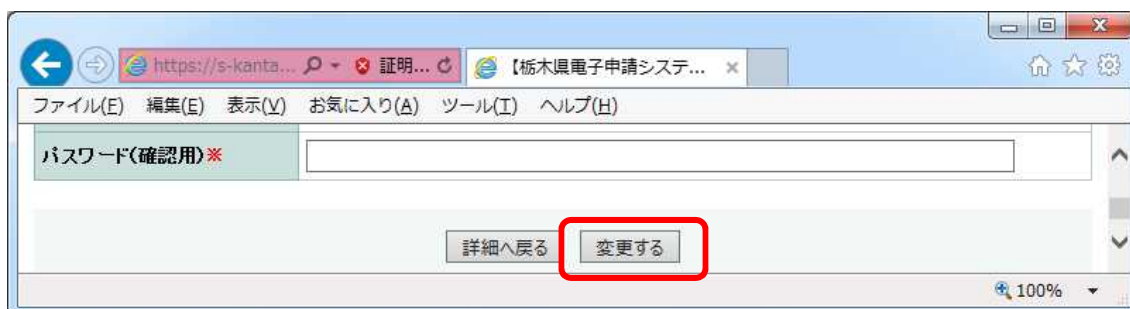 https://s-kanta... 証明... 【栃木県電子申請システ...
ファイル(F) 編集(E) 表示(V) お気に入り(A) ツール(T) ヘルプ(H)
パスワード(確認用)※
詳細へ戻る 変更する
100%